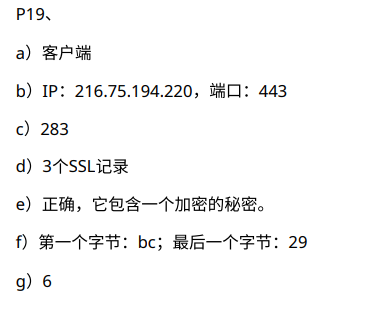 P19、
a）客户端
b）IP：216.75.194.220，端口：443
c）283
d）3个SSL记录
e）正确，它包含一个加密的秘密。
f）第一个字节：bc；最后一个字节：29
g）6